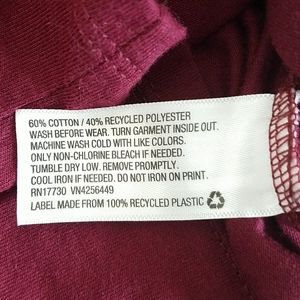 60% COTTON / 40% RECYCLED POLYESTER
WASH BEFORE WEAR. TURN GARMENT INSIDE OUT.
MACHINE WASH COLD WITH LIKE COLORS.
ONLY NON-CHLORINE BLEACH IF NEEDED.
TUMBLE DRY LOW. REMOVE PROMPTLY.
COOL IRON IF NEEDED. DO NOT IRON ON PRINT.
RN17730 VN4256449
LABEL MADE FROM 100% RECYCLED PLASTIC